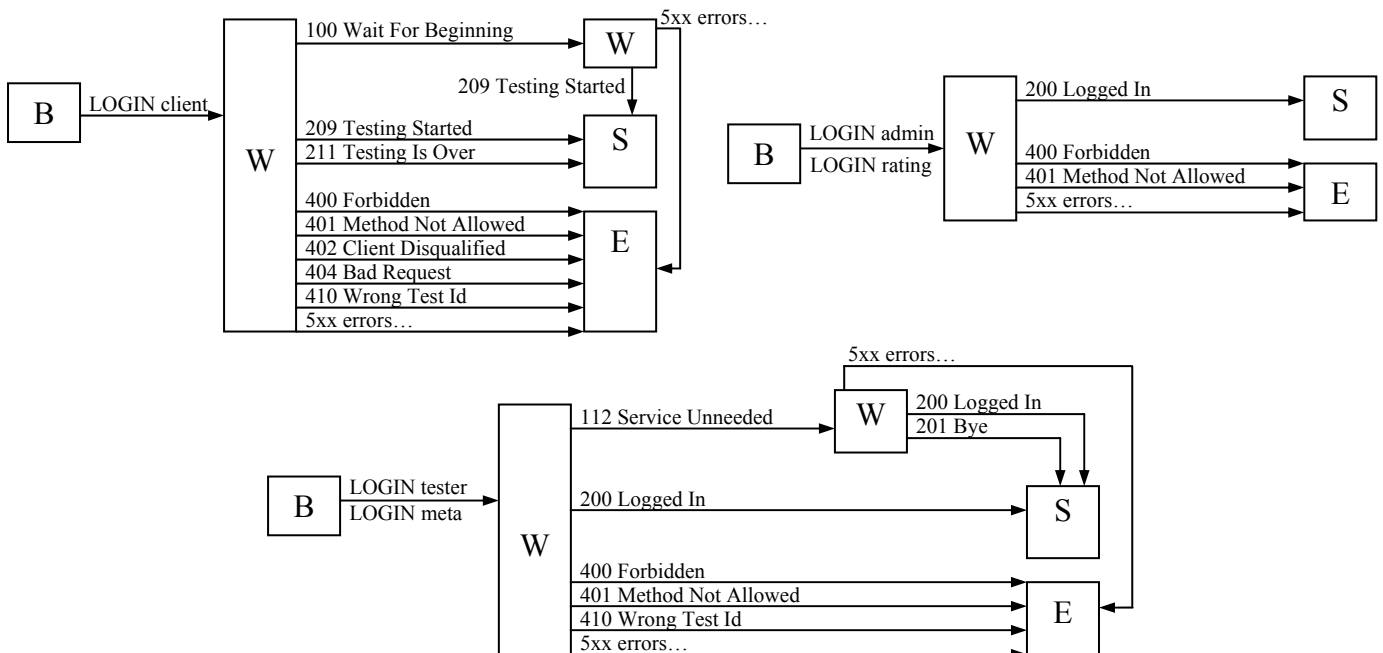 5xx errors…
100 Wait For Beginning
W
209 Testing Started
B
LOGIN client
W
209 Testing Started
211 Testing Is Over
S
400 Forbidden
401 Method Not Allowed
402 Client Disqualified
404 Bad Request
410 Wrong Test Id
5xx errors…
E
B
LOGIN admin
LOGIN rating
W
200 Logged In
S
400 Forbidden
401 Method Not Allowed
5xx errors…
E
5xx errors…
112 Service Unneeded
W
200 Logged In
201 Bye
B
LOGIN tester
LOGIN meta
W
200 Logged In
S
400 Forbidden
401 Method Not Allowed
410 Wrong Test Id
5xx errors…
E